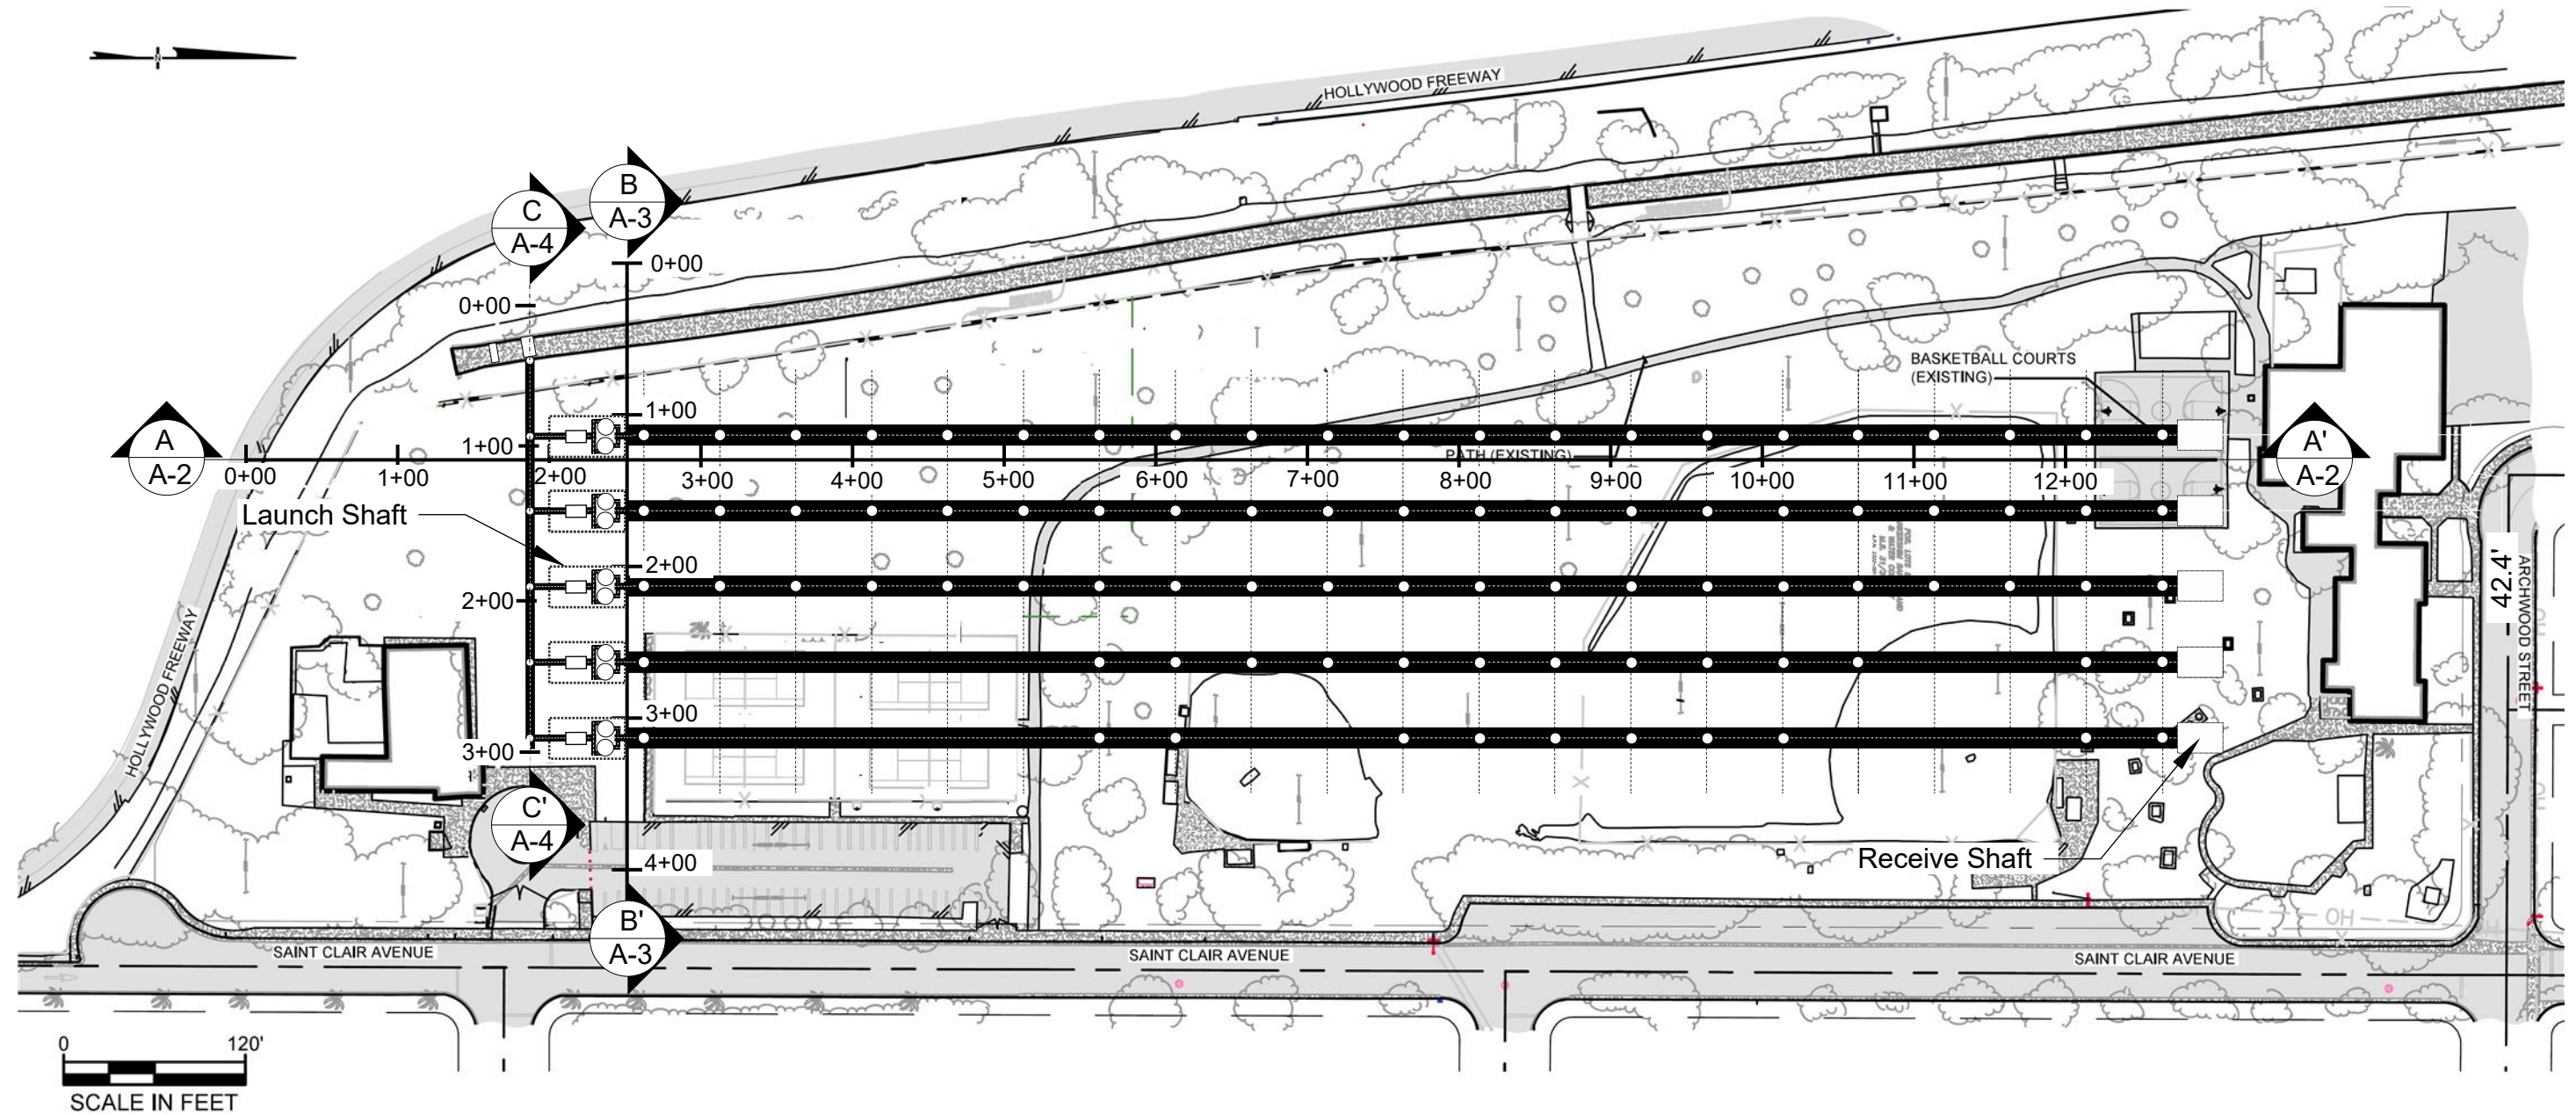 N
HOLLYWOOD FREEWAY
C
A-4
B
A-3
0+00
0+00
BASKETBALL COURTS
(EXISTING)
1+00
A
A-2
A'
A-2
1+00
PATH (EXISTING)
0+00
1+00
2+00
3+00
4+00
5+00
6+00
7+00
8+00
9+00
10+00
11+00
12+00
Launch Shaft
2+00
2+00
42.4'
ARCHWOOD STREET
HOLLYWOOD FREEWAY
3+00
3+00
C'
A-4
4+00
Receive Shaft
B'
A-3
OH
SAINT CLAIR AVENUE
SAINT CLAIR AVENUE
SAINT CLAIR AVENUE
0 120'
SCALE IN FEET